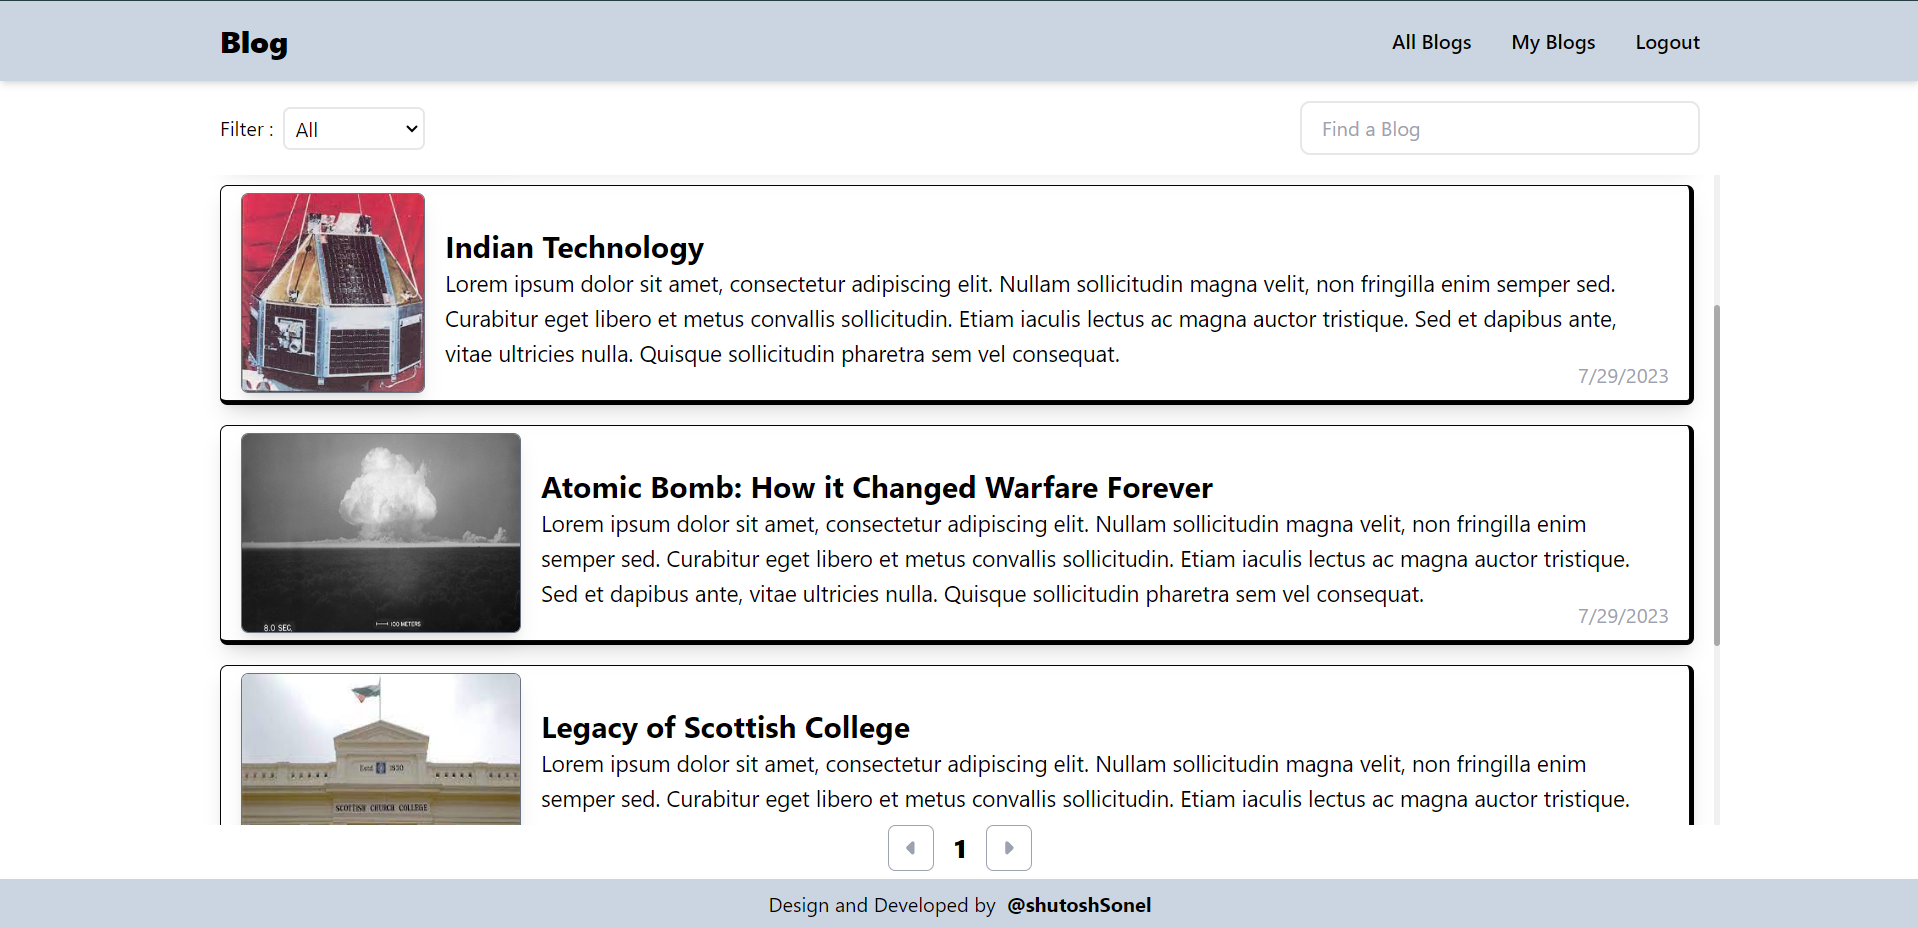 Blog
All Blogs
My Blogs
Logout
Filter :
All
Find a Blog
Indian Technology
Lorem ipsum dolor sit amet, consectetur adipiscing elit. Nullam sollicitudin magna velit, non fringilla enim semper sed.
Curabitur eget libero et metus convallis sollicitudin. Etiam iaculis lectus ac magna auctor tristique. Sed et dapibus ante,
vitae ultricies nulla. Quisque sollicitudin pharetra sem vel consequat.
7/29/2023
8.0 SEC.
100 METERS
Atomic Bomb: How it Changed Warfare Forever
Lorem ipsum dolor sit amet, consectetur adipiscing elit. Nullam sollicitudin magna velit, non fringilla enim
semper sed. Curabitur eget libero et metus convallis sollicitudin. Etiam iaculis lectus ac magna auctor tristique.
Sed et dapibus ante, vitae ultricies nulla. Quisque sollicitudin pharetra sem vel consequat.
7/29/2023
Estd 1830
SCOTTISH CHURCH COLLEGE
Legacy of Scottish College
Lorem ipsum dolor sit amet, consectetur adipiscing elit. Nullam sollicitudin magna velit, non fringilla enim
semper sed. Curabitur eget libero et metus convallis sollicitudin. Etiam iaculis lectus ac magna auctor tristique.
1
Design and Developed by @shutoshSonel